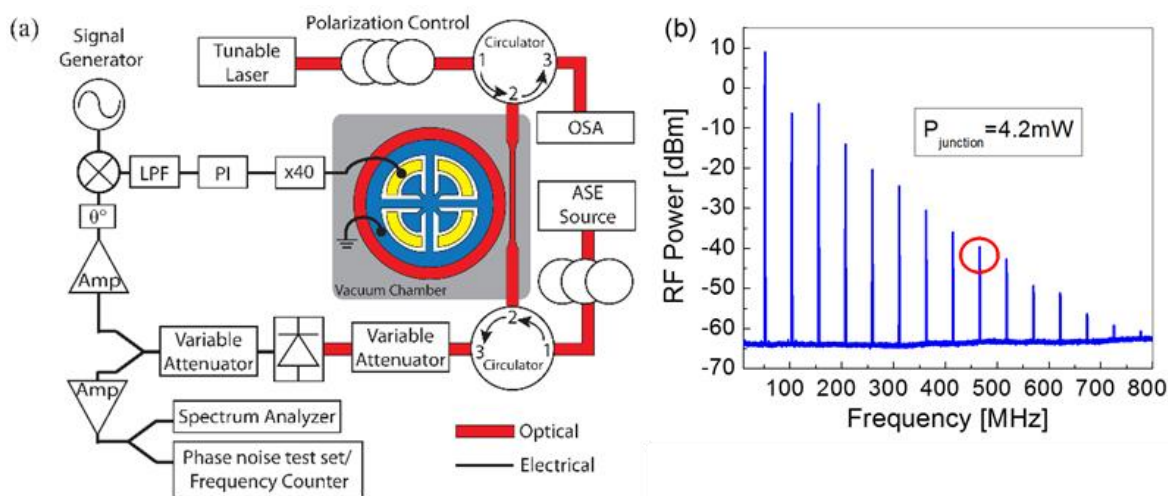 (a)
Signal
Generator
Polarization Control
Tunable
Laser
Circulator
1
2
3
OSA
LPF
PI
x40
ASE
Source
θ°
Amp
Vacuum Chamber
Variable
Attenuator
Variable
Attenuator
2
3
1
Circulator
Amp
Spectrum Analyzer
Phase noise test set/
Frequency Counter
Optical
Electrical
(b)
RF Power [dBm]
10
0
-10
-20
-30
-40
-50
-60
-70
P junction=4.2mW
100 200 300 400 500 600 700 800
Frequency [MHz]